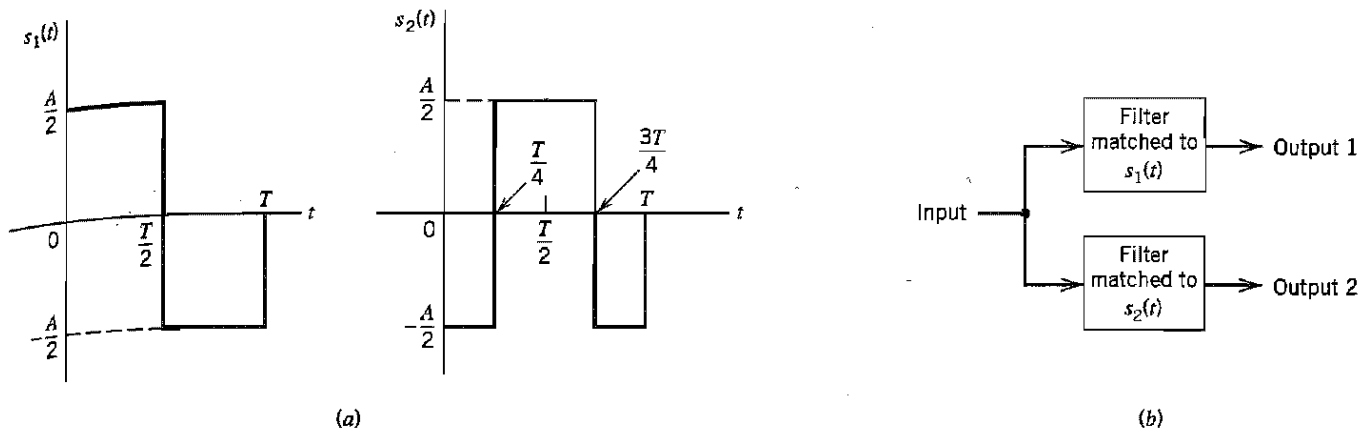 s₁(t)
A/2
0
T/2
T
t
-A/2
s₂(t)
A/2
T/4
3T/4
T
t
0
T/2
-A/2
(a)
Input
Filter
matched to
s₁(t)
Output 1
Filter
matched to
s₂(t)
Output 2
(b)